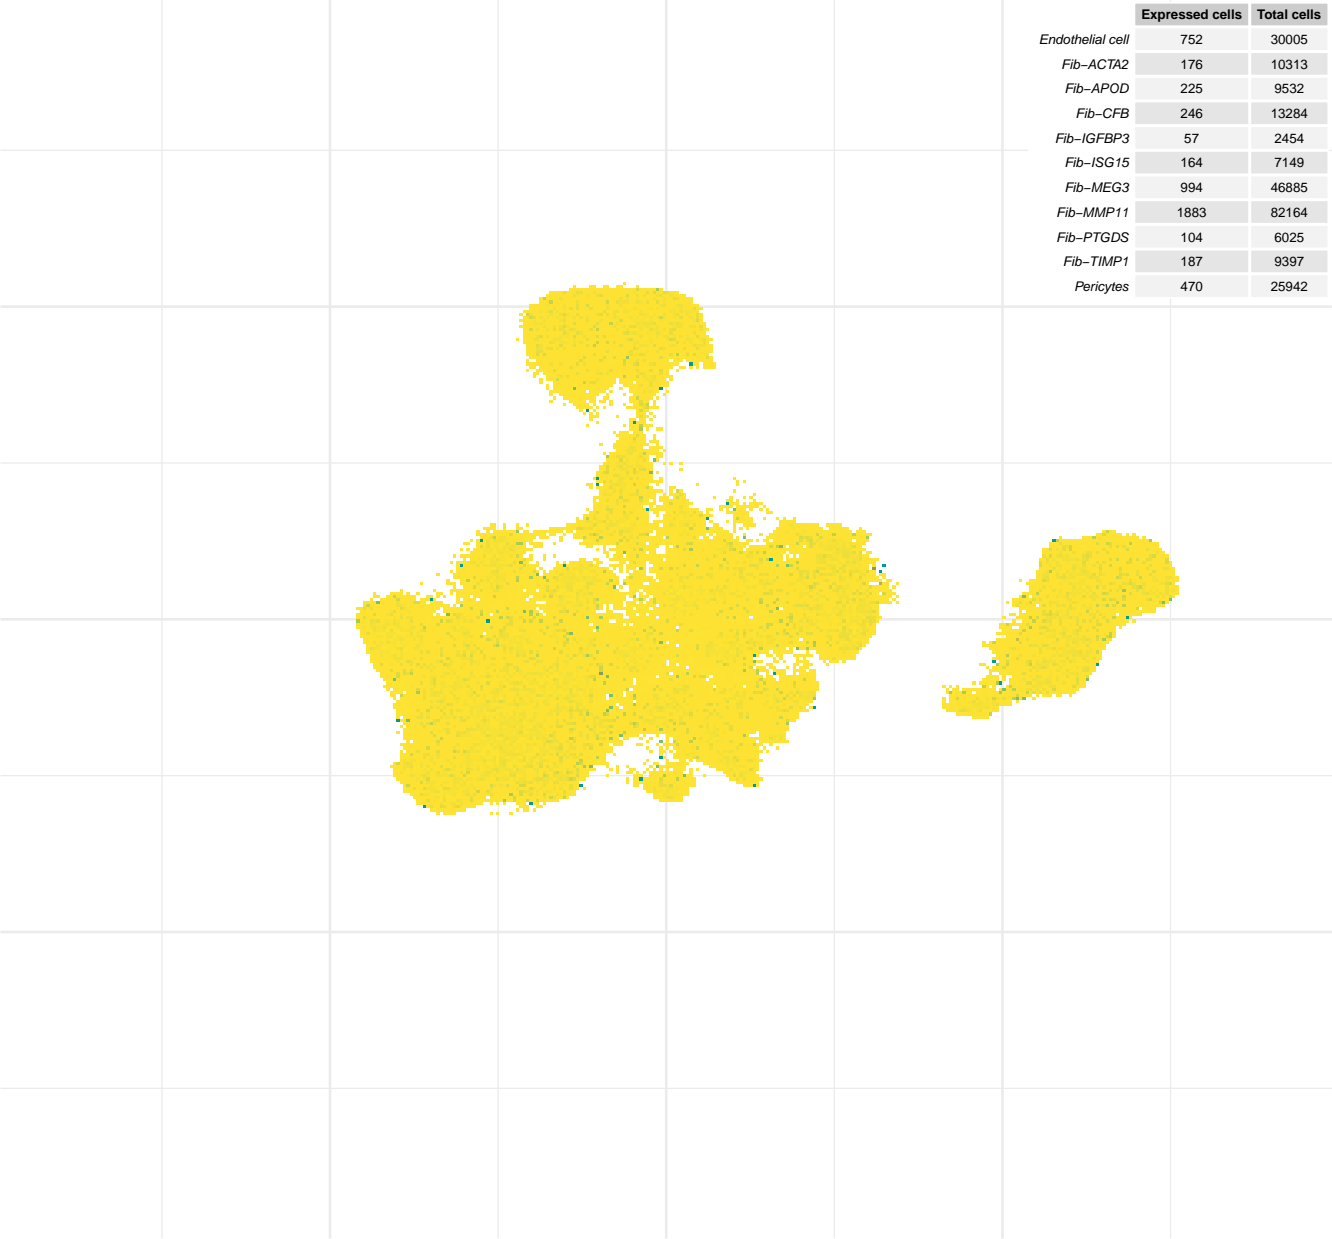 Expressed cells Total cells
Endothelial cell 752 30005
Fib−ACTA2 176 10313
Fib−APOD 225 9532
Fib−CFB 246 13284
Fib−IGFBP3 57 2454
Fib−ISG15 164 7149
Fib−MEG3 994 46885
Fib−MMP11 1883 82164
Fib−PTGDS 104 6025
Fib−TIMP1 187 9397
Pericytes 470 25942